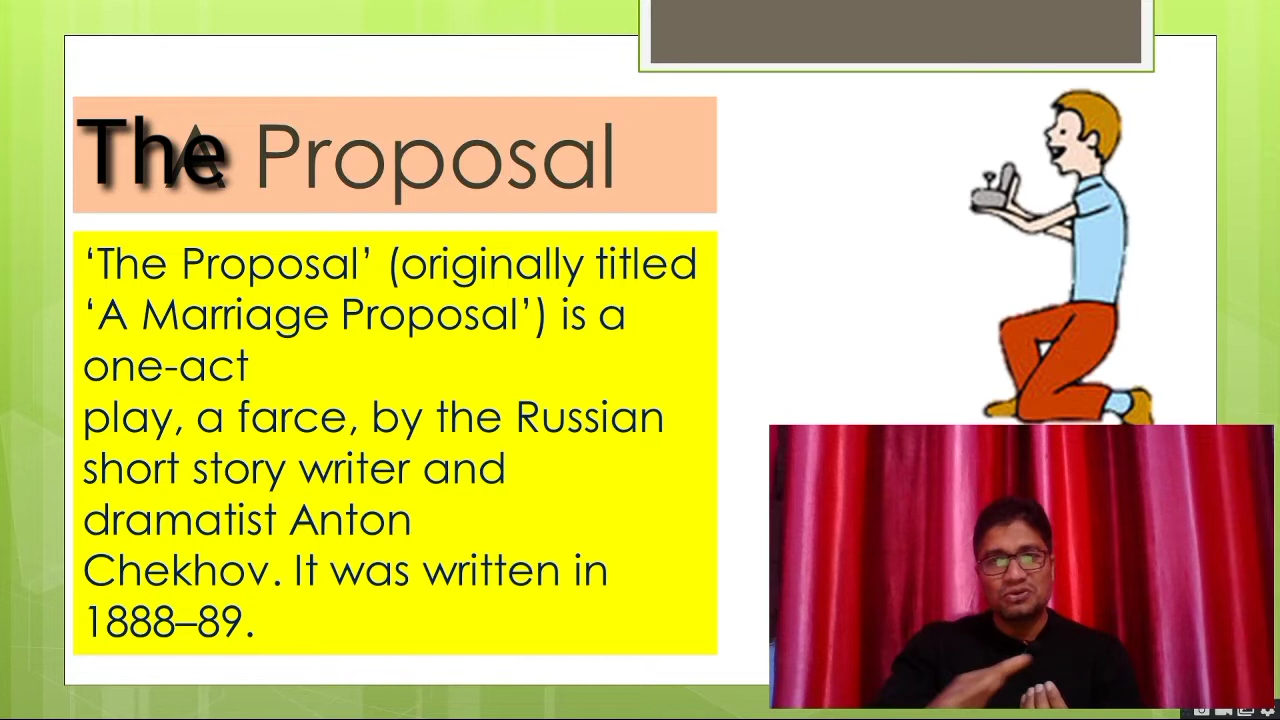 The A Proposal
‘The Proposal’ (originally titled
‘A Marriage Proposal’) is a
one-act
play, a farce, by the Russian
short story writer and
dramatist Anton
Chekhov. It was written in
1888–89.